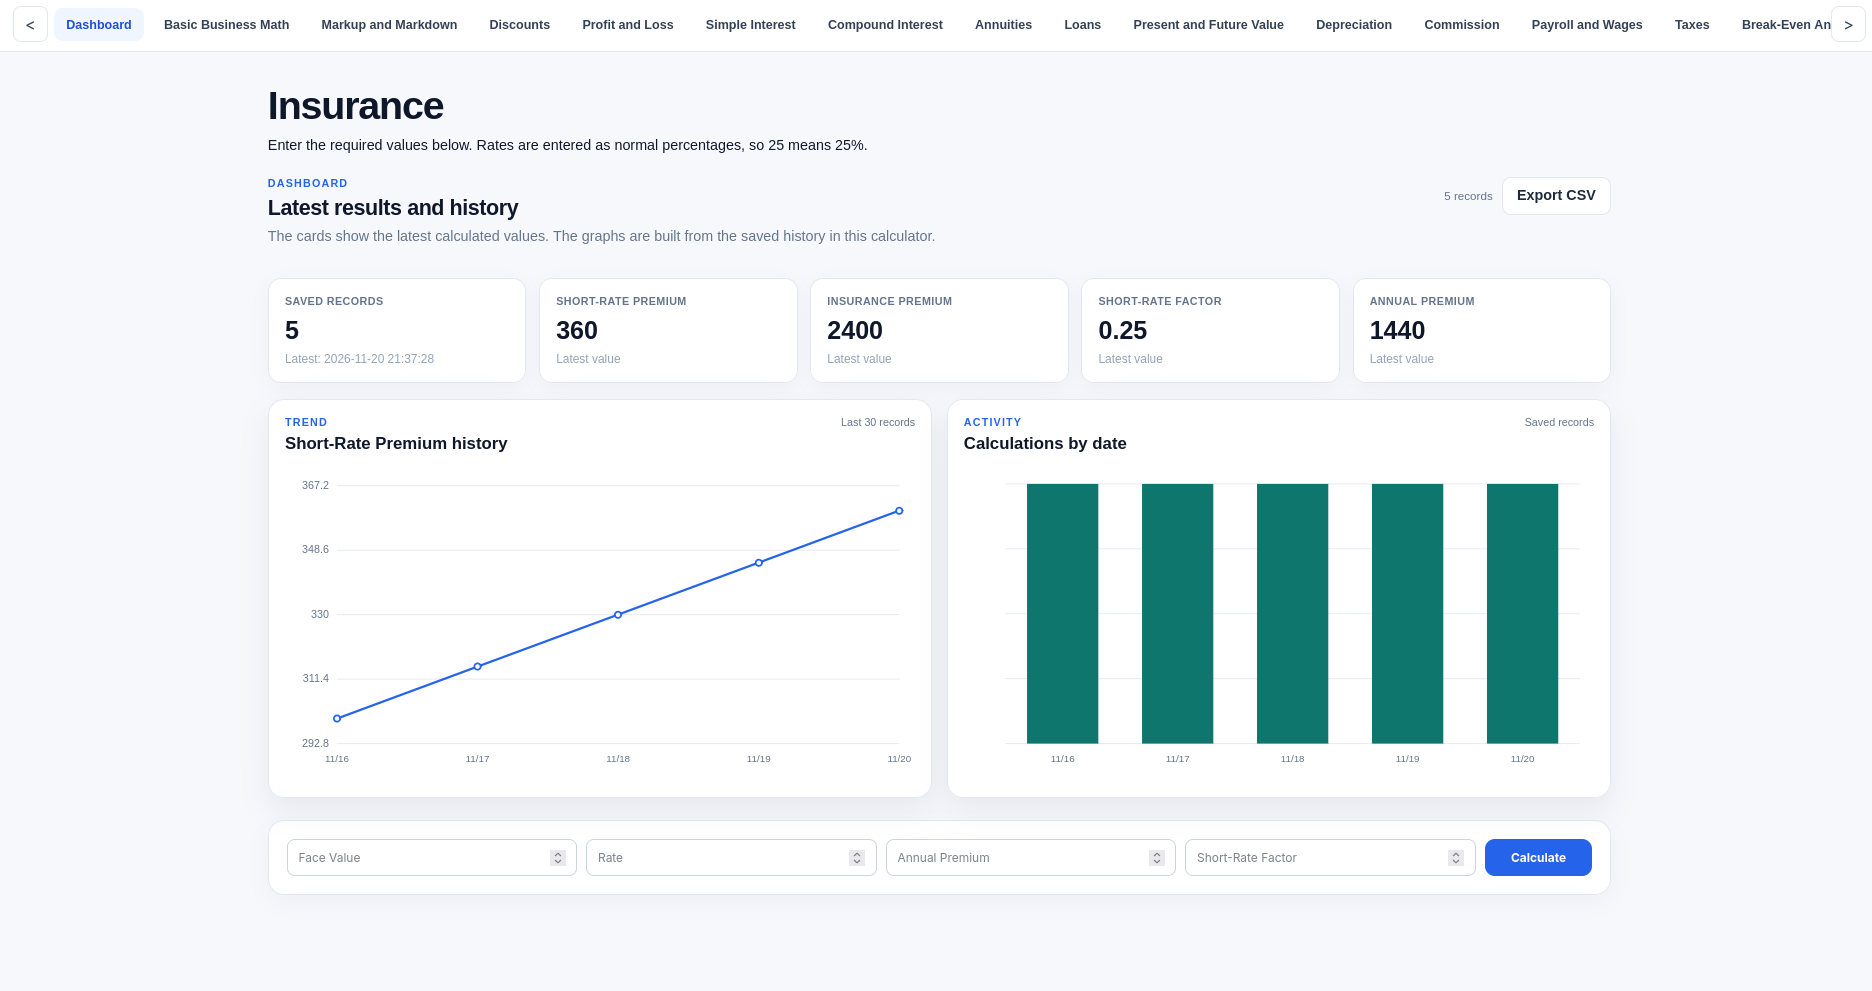 < Dashboard Basic Business Math Markup and Markdown Discounts Profit and Loss Simple Interest Compound Interest Annuities Loans Present and Future Value Depreciation Commission Payroll and Wages Taxes Break-Even An >
Insurance
Enter the required values below. Rates are entered as normal percentages, so 25 means 25%.
DASHBOARD
Latest results and history
The cards show the latest calculated values. The graphs are built from the saved history in this calculator.
5 records Export CSV
SAVED RECORDS
5
Latest: 2026-11-20 21:37:28
SHORT-RATE PREMIUM
360
Latest value
INSURANCE PREMIUM
2400
Latest value
SHORT-RATE FACTOR
0.25
Latest value
ANNUAL PREMIUM
1440
Latest value
TREND
Last 30 records
Short-Rate Premium history
367.2
348.6
330
311.4
292.8
11/16 11/17 11/18 11/19 11/20
ACTIVITY
Saved records
Calculations by date
11/16 11/17 11/18 11/19 11/20
Face Value Rate Annual Premium Short-Rate Factor Calculate